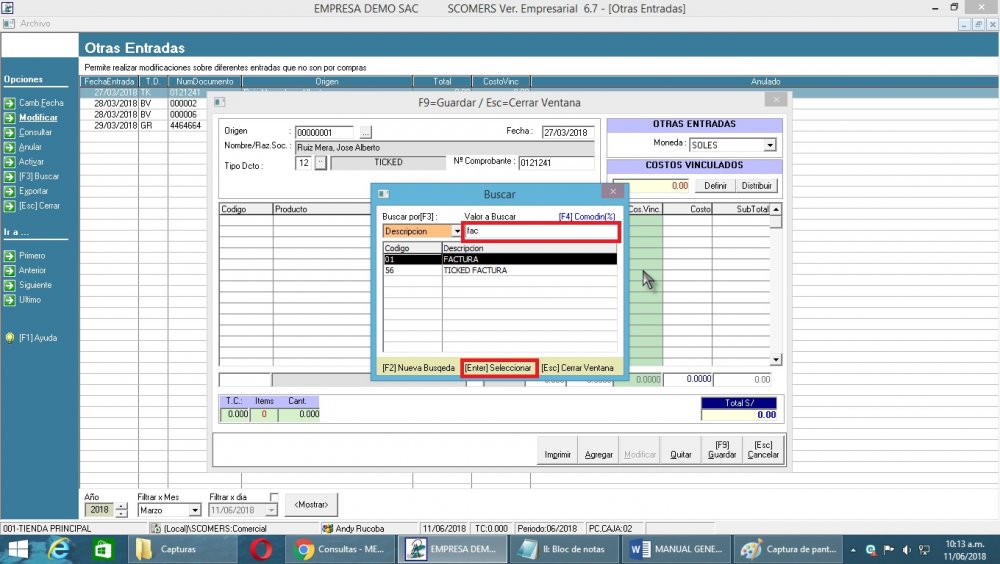 EMPRESA DEMO SAC SCOMERS Ver. Empresarial 6.7 - [Otras Entradas]
Archivo
Otras Entradas
Permite realizar modificaciones sobre diferentes entradas que no son por compras
Opciones
Camb.Fecha
Modificar
Consultar
Anular
Activar
[F3] Buscar
Exportar
[Esc] Cerrar
Ir a ...
Primero
Anterior
Siguiente
Ultimo
[F1] Ayuda
FechaEntrada T.D. NumDocumento Origen Total CostoVinc Anulado
27/03/2018 TK 0121241
28/03/2018 BV 000002
28/03/2018 BV 000006
29/03/2018 GR 4464664
F9=Guardar / Esc=Cerrar Ventana
Origen : 00000001 ... Fecha : 27/03/2018
Nombre/Raz.Soc. : Ruiz Mera, Jose Alberto
Tipo Dcto : 12 TICKED Nº Comprobante : 0121241
OTRAS ENTRADAS
Moneda : SOLES
COSTOS VINCULADOS
0.00 Definir Distribuir
Codigo Producto Cos.Vinc. Costo SubTotal
Buscar
Buscar por[F3] : Valor a Buscar [F4] Comodin(%)
Descripcion fac
Codigo Descripcion
01 FACTURA
56 TICKED FACTURA
[F2] Nueva Busqeda [Enter] Seleccionar [Esc] Cerrar Ventana
0.0000 0.0000 0.00
T.C.: Items Cant.
0.000 0 0.000
Total S/
0.00
Imprimir Agregar Modificar Quitar [F9] Guardar [Esc] Cancelar
Año Filtrar x Mes Filtrar x dia
2018 Marzo 11/06/2018 <Mostrar>
001-TIENDA PRINCIPAL (Local)\SCOMERS:Comercial Andy Rucoba 11/06/2018 TC:0.000 Periodo:06/2018 PC.CAJA:02
Capturas Consultas - ME... EMPRESA DEM... II: Bloc de notas MANUAL GENE... Captura de pant... 10:13 a.m.
11/06/2018